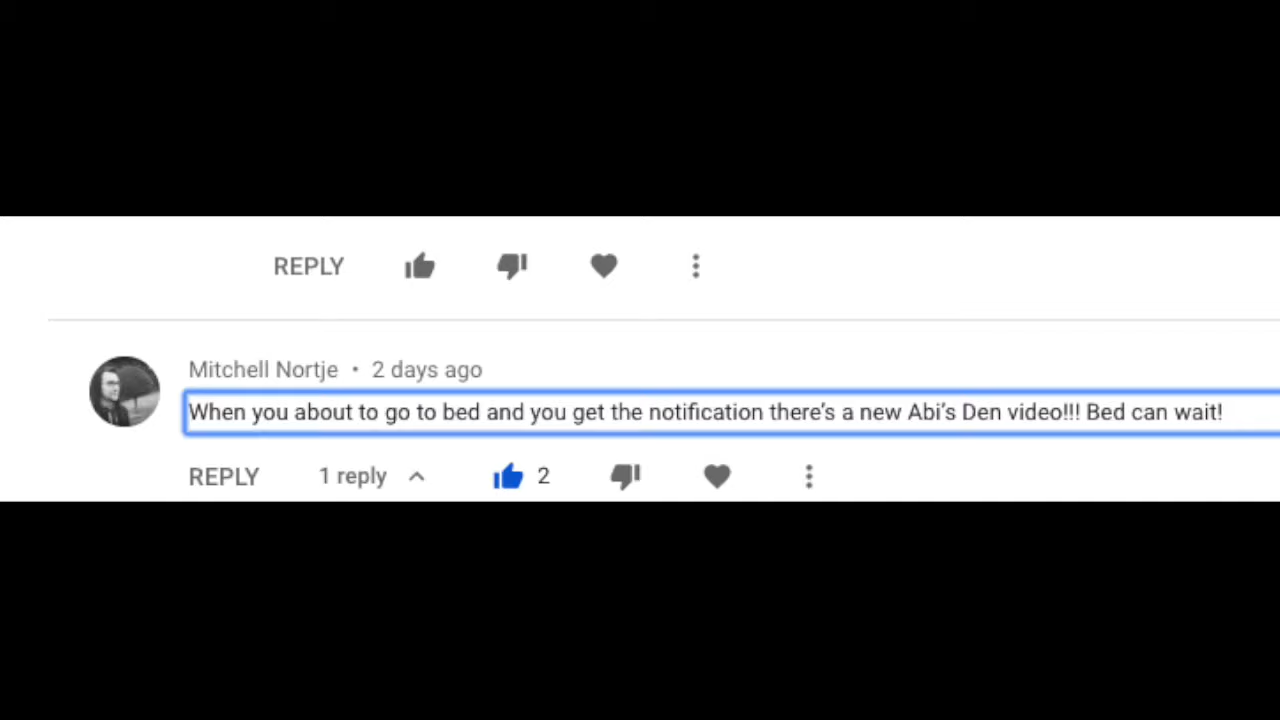 REPLY
Mitchell Nortje • 2 days ago
When you about to go to bed and you get the notification there's a new Abi's Den video!!! Bed can wait!
REPLY 1 reply 2